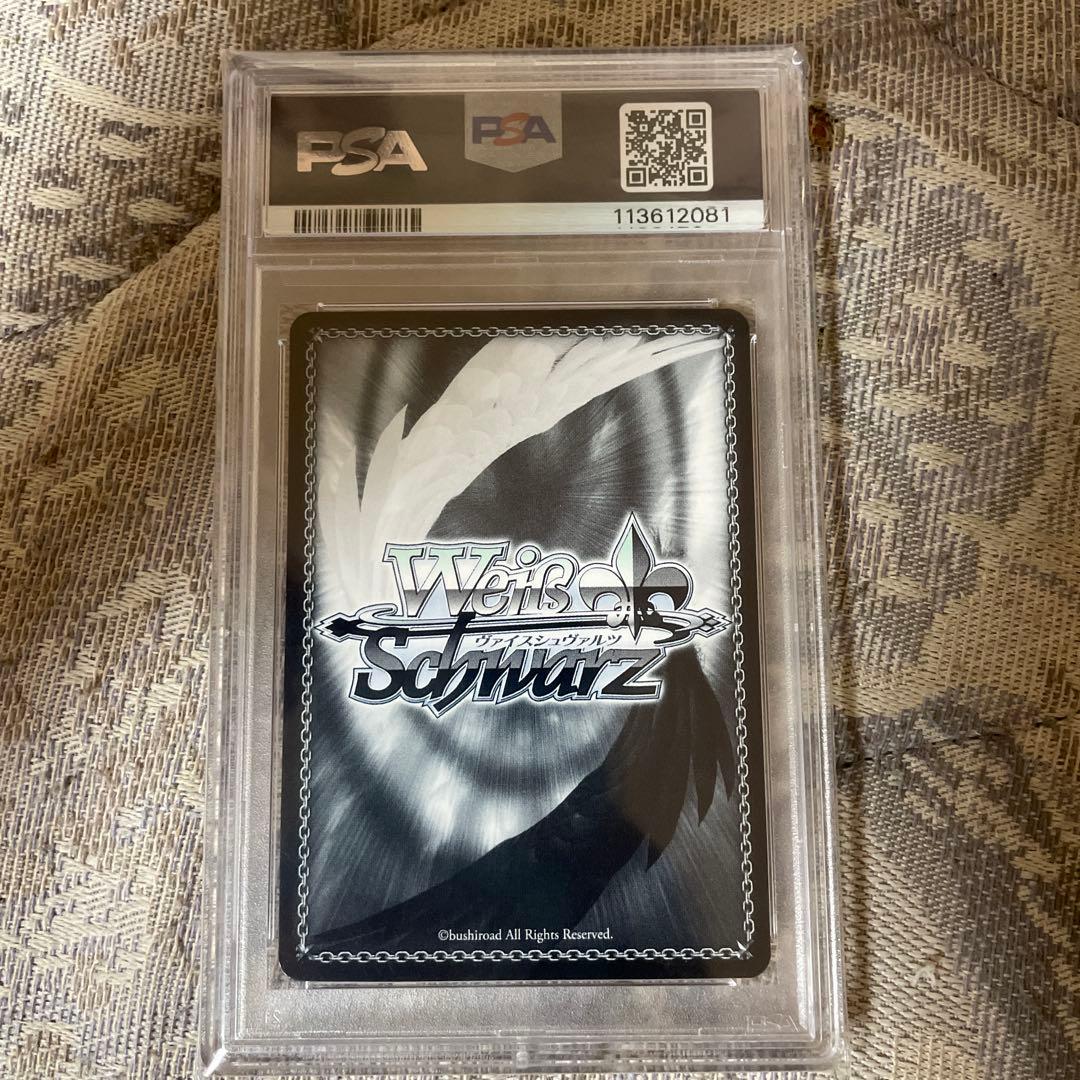 PSA
PSA
113612081
Weiß
ヴァイスシュヴァルツ
Schwarz
©bushiroad All Rights Reserved.
PSA